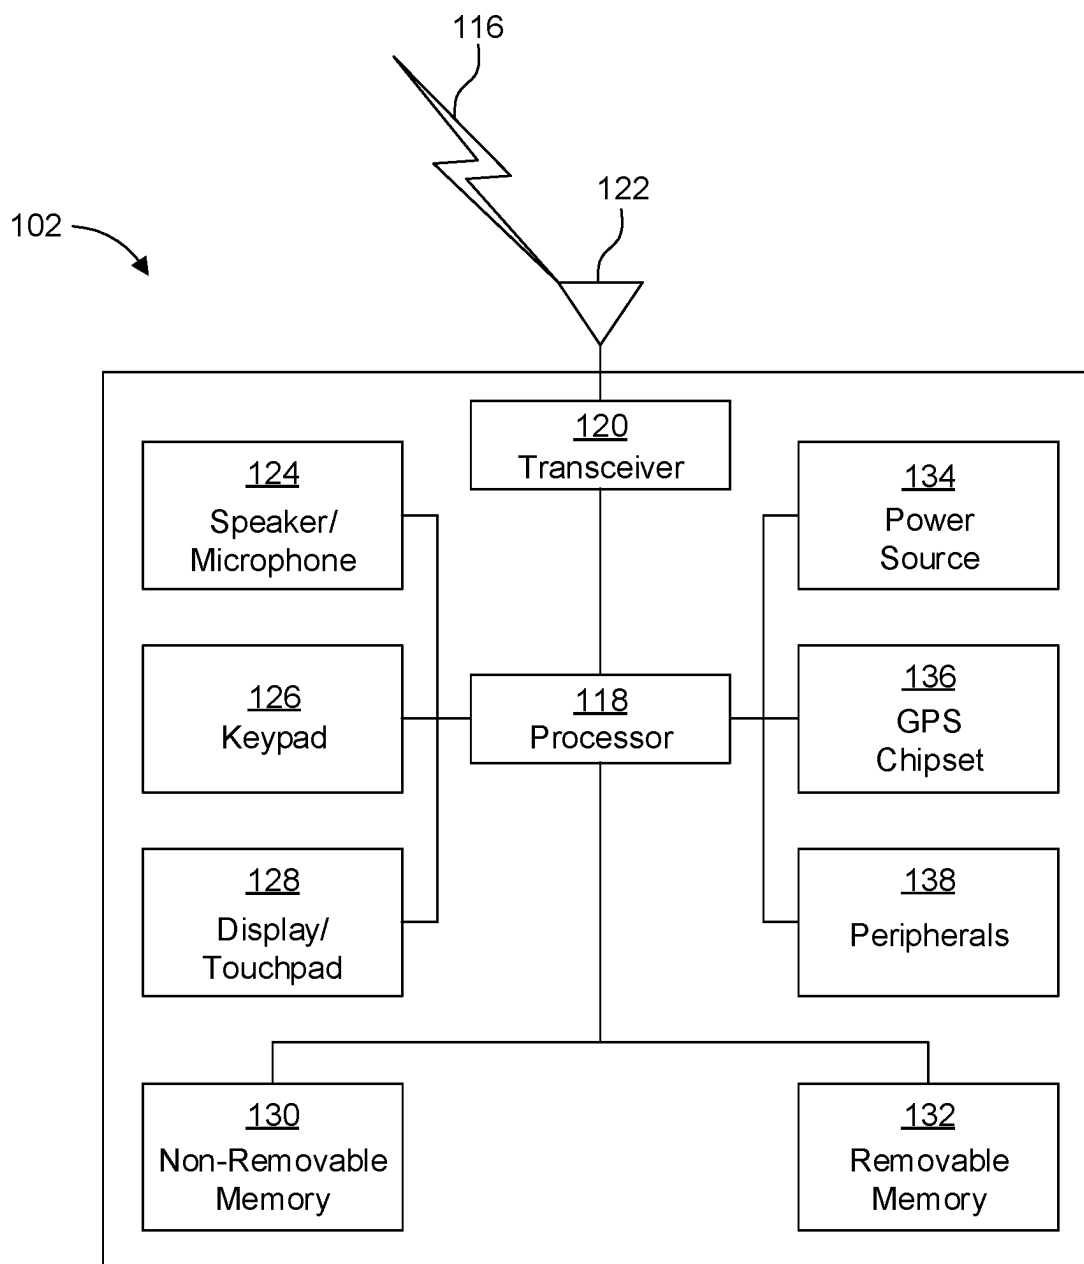 116
122
102
120
Transceiver
124
Speaker/
Microphone
134
Power
Source
126
Keypad
118
Processor
136
GPS
Chipset
128
Display/
Touchpad
138
Peripherals
130
Non-Removable
Memory
132
Removable
Memory